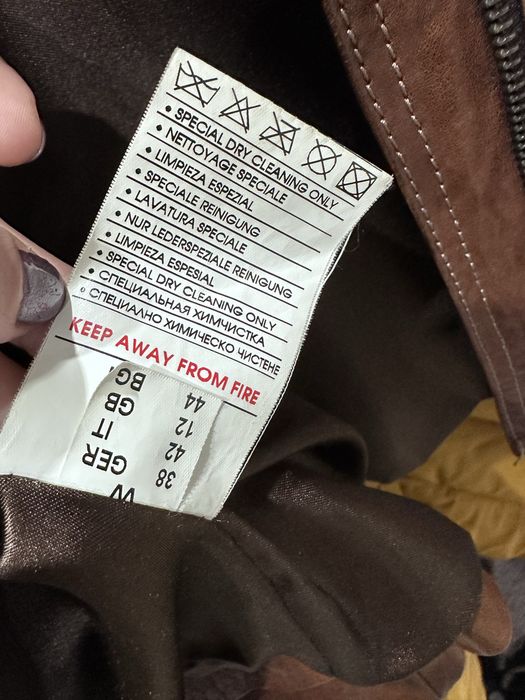 • SPECIAL DRY CLEANING ONLY
• NETTOYAGE SPECIALE
• LIMPIEZA ESPEZIAL
• SPECIALE REINIGUNG
• LAVATURA SPECIALE
• NUR LEDERSPEZIALE REINIGUNG
• LIMPIEZA ESPESIAL
• SPECIAL DRY CLEANING ONLY
• СПЕЦИАЛЬНАЯ ХИМЧИСТКА
• СПЕЦИАЛНО ХИМИЧЕСКО ЧИСТЕНЕ
KEEP AWAY FROM FIRE
38 GER
42 IT
12 GB
44 BG